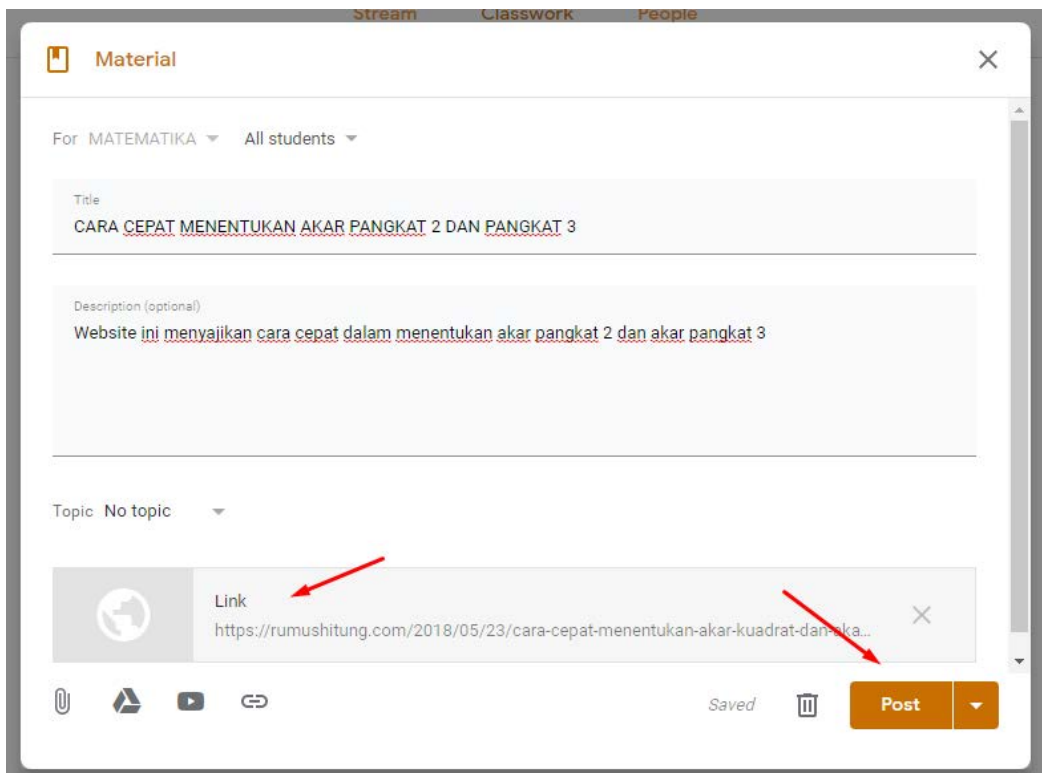 Stream Classwork People
Material
For MATEMATIKA All students
Title
CARA CEPAT MENENTUKAN AKAR PANGKAT 2 DAN PANGKAT 3
Description (optional)
Website ini menyajikan cara cepat dalam menentukan akar pangkat 2 dan akar pangkat 3
Topic No topic
Link
https://rumushitung.com/2018/05/23/cara-cepat-menentukan-akar-kuadrat-dan-aka...
Saved Post